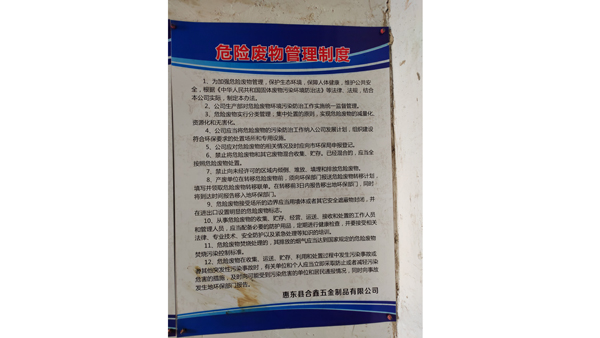 危险废物管理制度
1、为加强危险废物管理，保护生态环境，保障人体健康，维护公共安
全，根据《中华人民共和国固体废物污染环境防治法》等法律、法规，结合
本公司实际，制定本办法。
2、公司生产部对危险废物环境污染防治工作实施统一监督管理。
3、危险废物实行分类管理，集中处置的原则，实现危险废物的减量化、
资源化和无害化。
4、公司应当将危险废物的污染防治工作纳入公司发展计划，组织建设
符合环保要求的处置场所和专用设施。
5、公司应对危险废物的相关情况及时应向市环保局申报登记。
6、禁止将危险废物和其它废物混合收集、贮存。已经混合的，应当全
按照危险废物处置。
7、禁止向未经许可的区域内倾倒、堆放、填埋和排放危险废物。
8、产废单位在转移危险废物前，须向环保部门报送危险废物转移计划，
填写并领取危险废物转移联单。在转移前3日内报告移出地环保部门，同时
将到达时间报告移入地环保部门。
9、危险废物接受场所的边界应当用墙体或者其它安全遮蔽物封闭，并
在进出口设置明显的危险废物标志。
10、从事危险废物的收集、贮存、经营、运送、接收和处置的工作人员
和管理人员，应当配备必要的防护用品，定期进行健康检查，并要接受相关
法律、专业技术、安全防护以及紧急处理等知识的培训。
11、危险废物焚烧处理的，其排放的烟气应当达到国家规定的危险废物
焚烧污染控制标准。
12、危险废物在收集、运送、贮存、利用和处置过程中发生污染事故或
者其他突发性污染事故时，有关单位和个人应当立即采取防止或者减轻污染
危害的措施，及时向可能受到污染危害的单位和居民通报情况，同时向事故
发生地环保部门报告。
惠东县合鑫五金制品有限公司